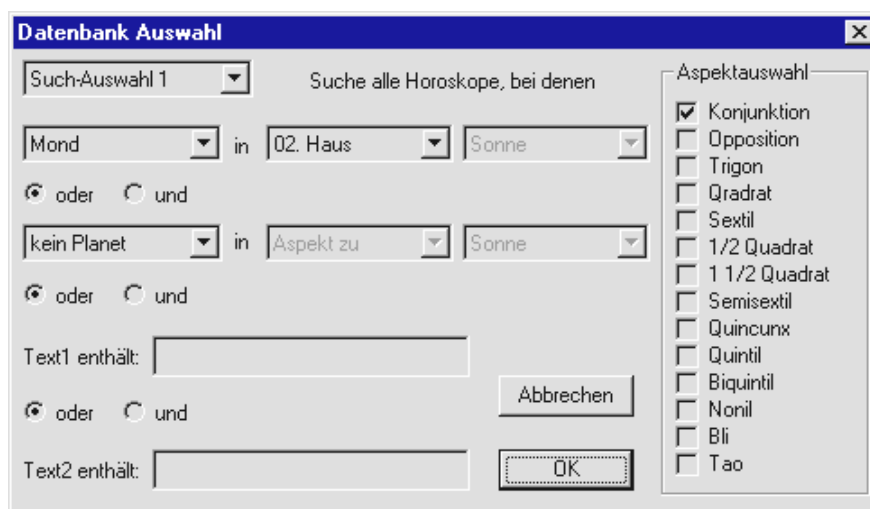 Datenbank Auswahl
Such-Auswahl 1
Suche alle Horoskope, bei denen
Mond in 02. Haus Sonne
oder und
kein Planet in Aspekt zu Sonne
oder und
Text1 enthält:
Abbrechen
oder und
Text2 enthält:
OK
Aspektauswahl
Konjunktion
Opposition
Trigon
Qradrat
Sextil
1/2 Quadrat
1 1/2 Quadrat
Semisextil
Quincunx
Quintil
Biquintil
Nonil
Bli
Tao